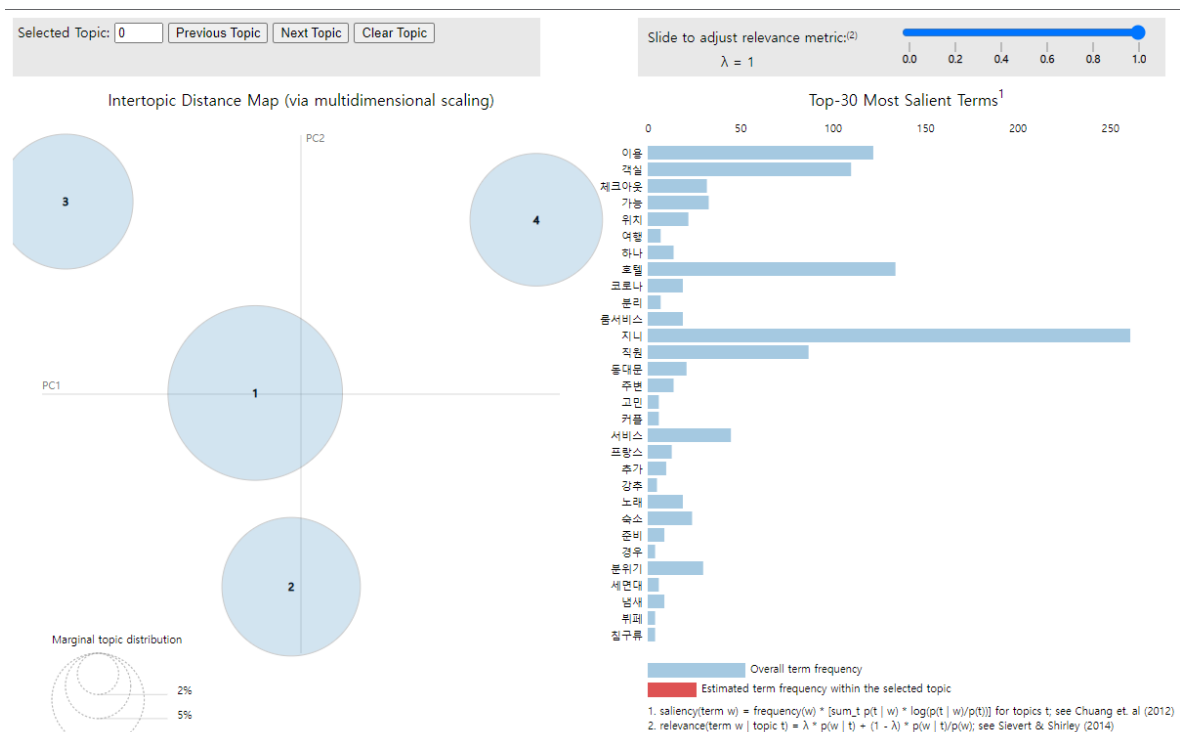 Selected Topic: 0 Previous Topic Next Topic Clear Topic
Slide to adjust relevance metric:(2)
λ = 1
0.0 0.2 0.4 0.6 0.8 1.0
Intertopic Distance Map (via multidimensional scaling)
PC2
3
4
PC1
1
2
Marginal topic distribution
2%
5%
Top-30 Most Salient Terms1
0 50 100 150 200 250
이용
객실
체크아웃
가능
위치
여행
하나
호텔
코로나
분리
룸서비스
지니
직원
동대문
주변
고민
커플
서비스
프랑스
추가
강추
노래
숙소
준비
경우
분위기
세면대
냄새
뷔페
침구류
Overall term frequency
Estimated term frequency within the selected topic
1. saliency(term w) = frequency(w) * [sum_t p(t | w) * log(p(t | w)/p(t))] for topics t; see Chuang et. al (2012)
2. relevance(term w | topic t) = λ * p(w | t) + (1 - λ) * p(w | t)/p(w); see Sievert & Shirley (2014)